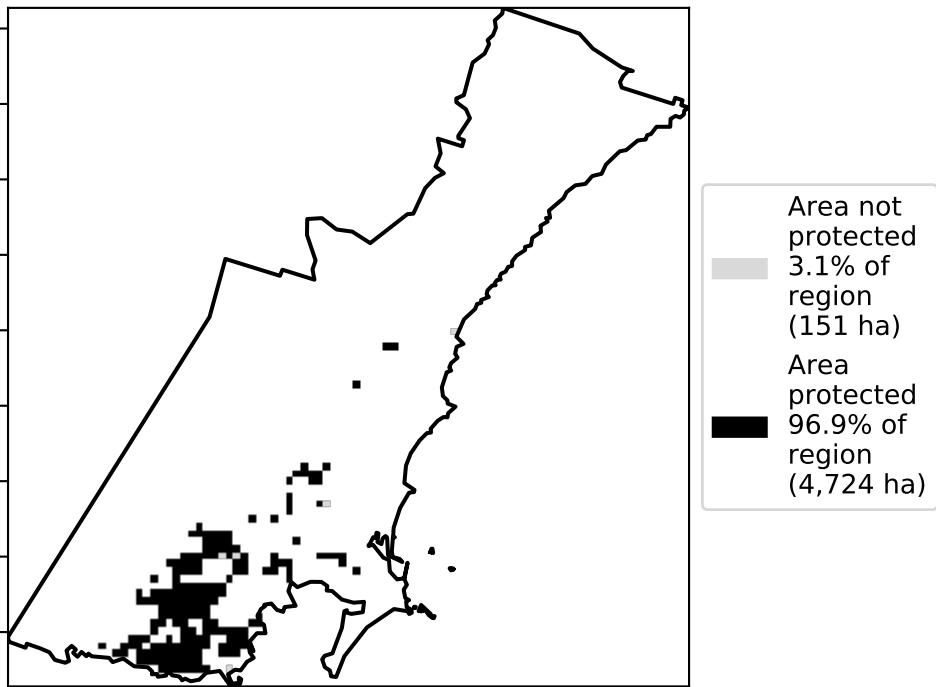 Area not
protected
3.1% of
region
(151 ha)
Area
protected
96.9% of
region
(4,724 ha)